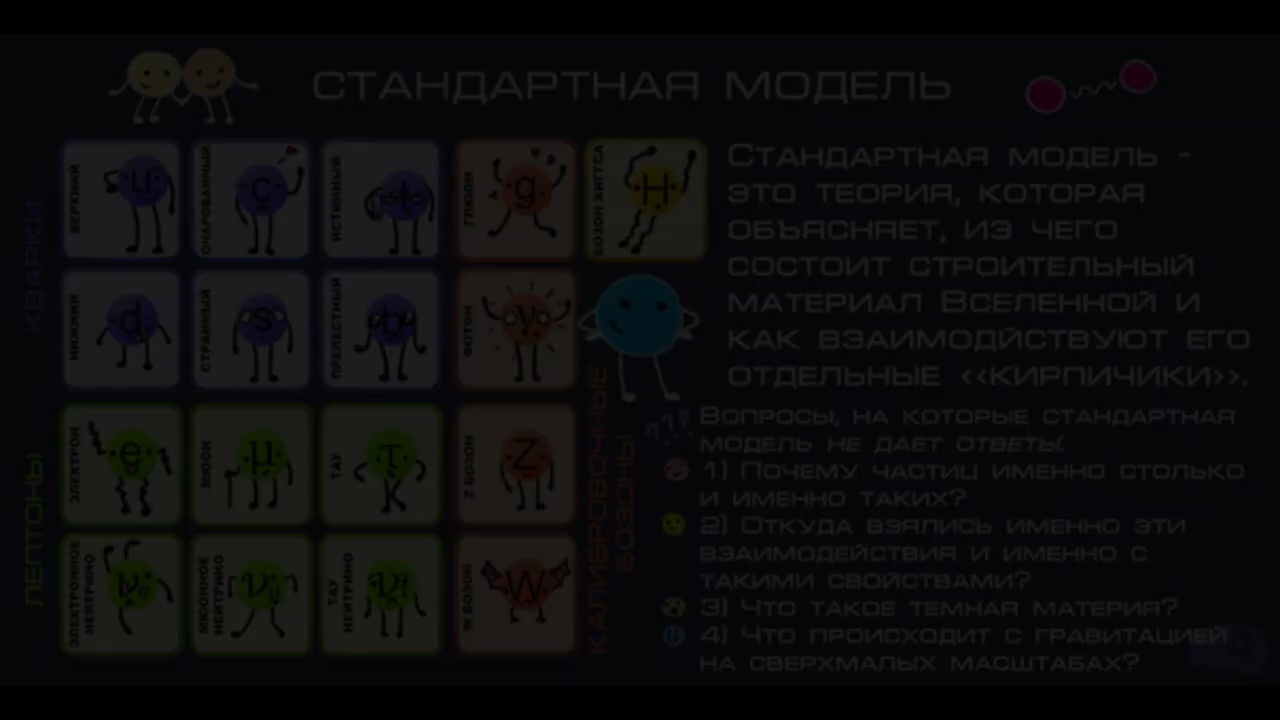 СТАНДАРТНАЯ МОДЕЛЬ
КВАРКИ
ВЕРХНИЙ
u
ОЧАРОВАННЫЙ
c
ИСТИННЫЙ
t
ГЛЮОН
g
БОЗОН ХИГГСА
H
НИЖНИЙ
d
СТРАННЫЙ
s
ПРЕЛЕСТНЫЙ
b
ФОТОН
γ
ЛЕПТОНЫ
ЭЛЕКТРОН
e
МЮОН
μ
ТАУ
τ
Z БОЗОН
Z
ЭЛЕКТРОННОЕ
НЕЙТРИНО
ν
МЮОННОЕ
НЕЙТРИНО
ν
ТАУ
НЕЙТРИНО
ν
W БОЗОН
W
КАЛИБРОВОЧНЫЕ
БОЗОНЫ
Стандартная модель -
это теория, которая
объясняет, из чего
состоит строительный
материал Вселенной и
как взаимодйствуют его
отдельные <<кирпичики>>.
???
Вопросы, на которые стандартная
модель не дает ответы:
1) Почему частиц именно столько
и именно таких?
2) Откуда взялись именно эти
взаимодействия и именно с
такими свойствами?
3) Что такое темная материя?
4) Что происходит с гравитацией
на сверхмалых масштабах?